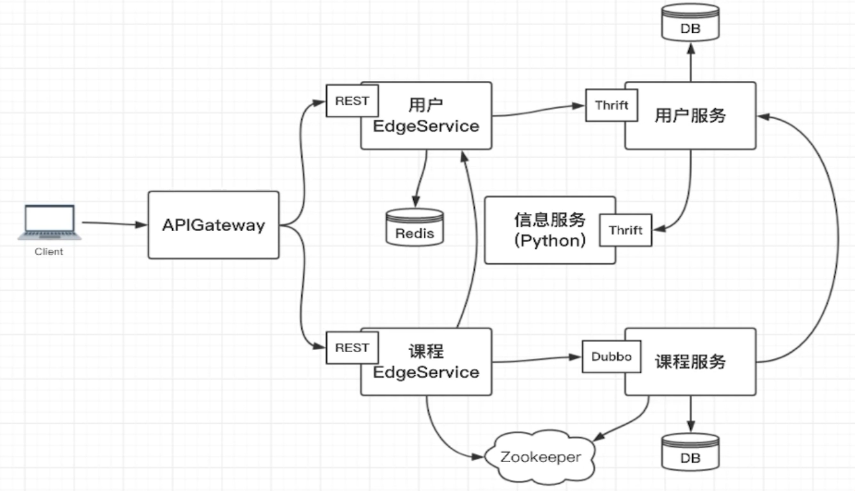 DB
REST
用户
EdgeService
Thrift
用户服务
APIGateway
Client
Redis
信息服务
(Python)
Thrift
REST
课程
EdgeService
Dubbo
课程服务
Zookeeper
DB